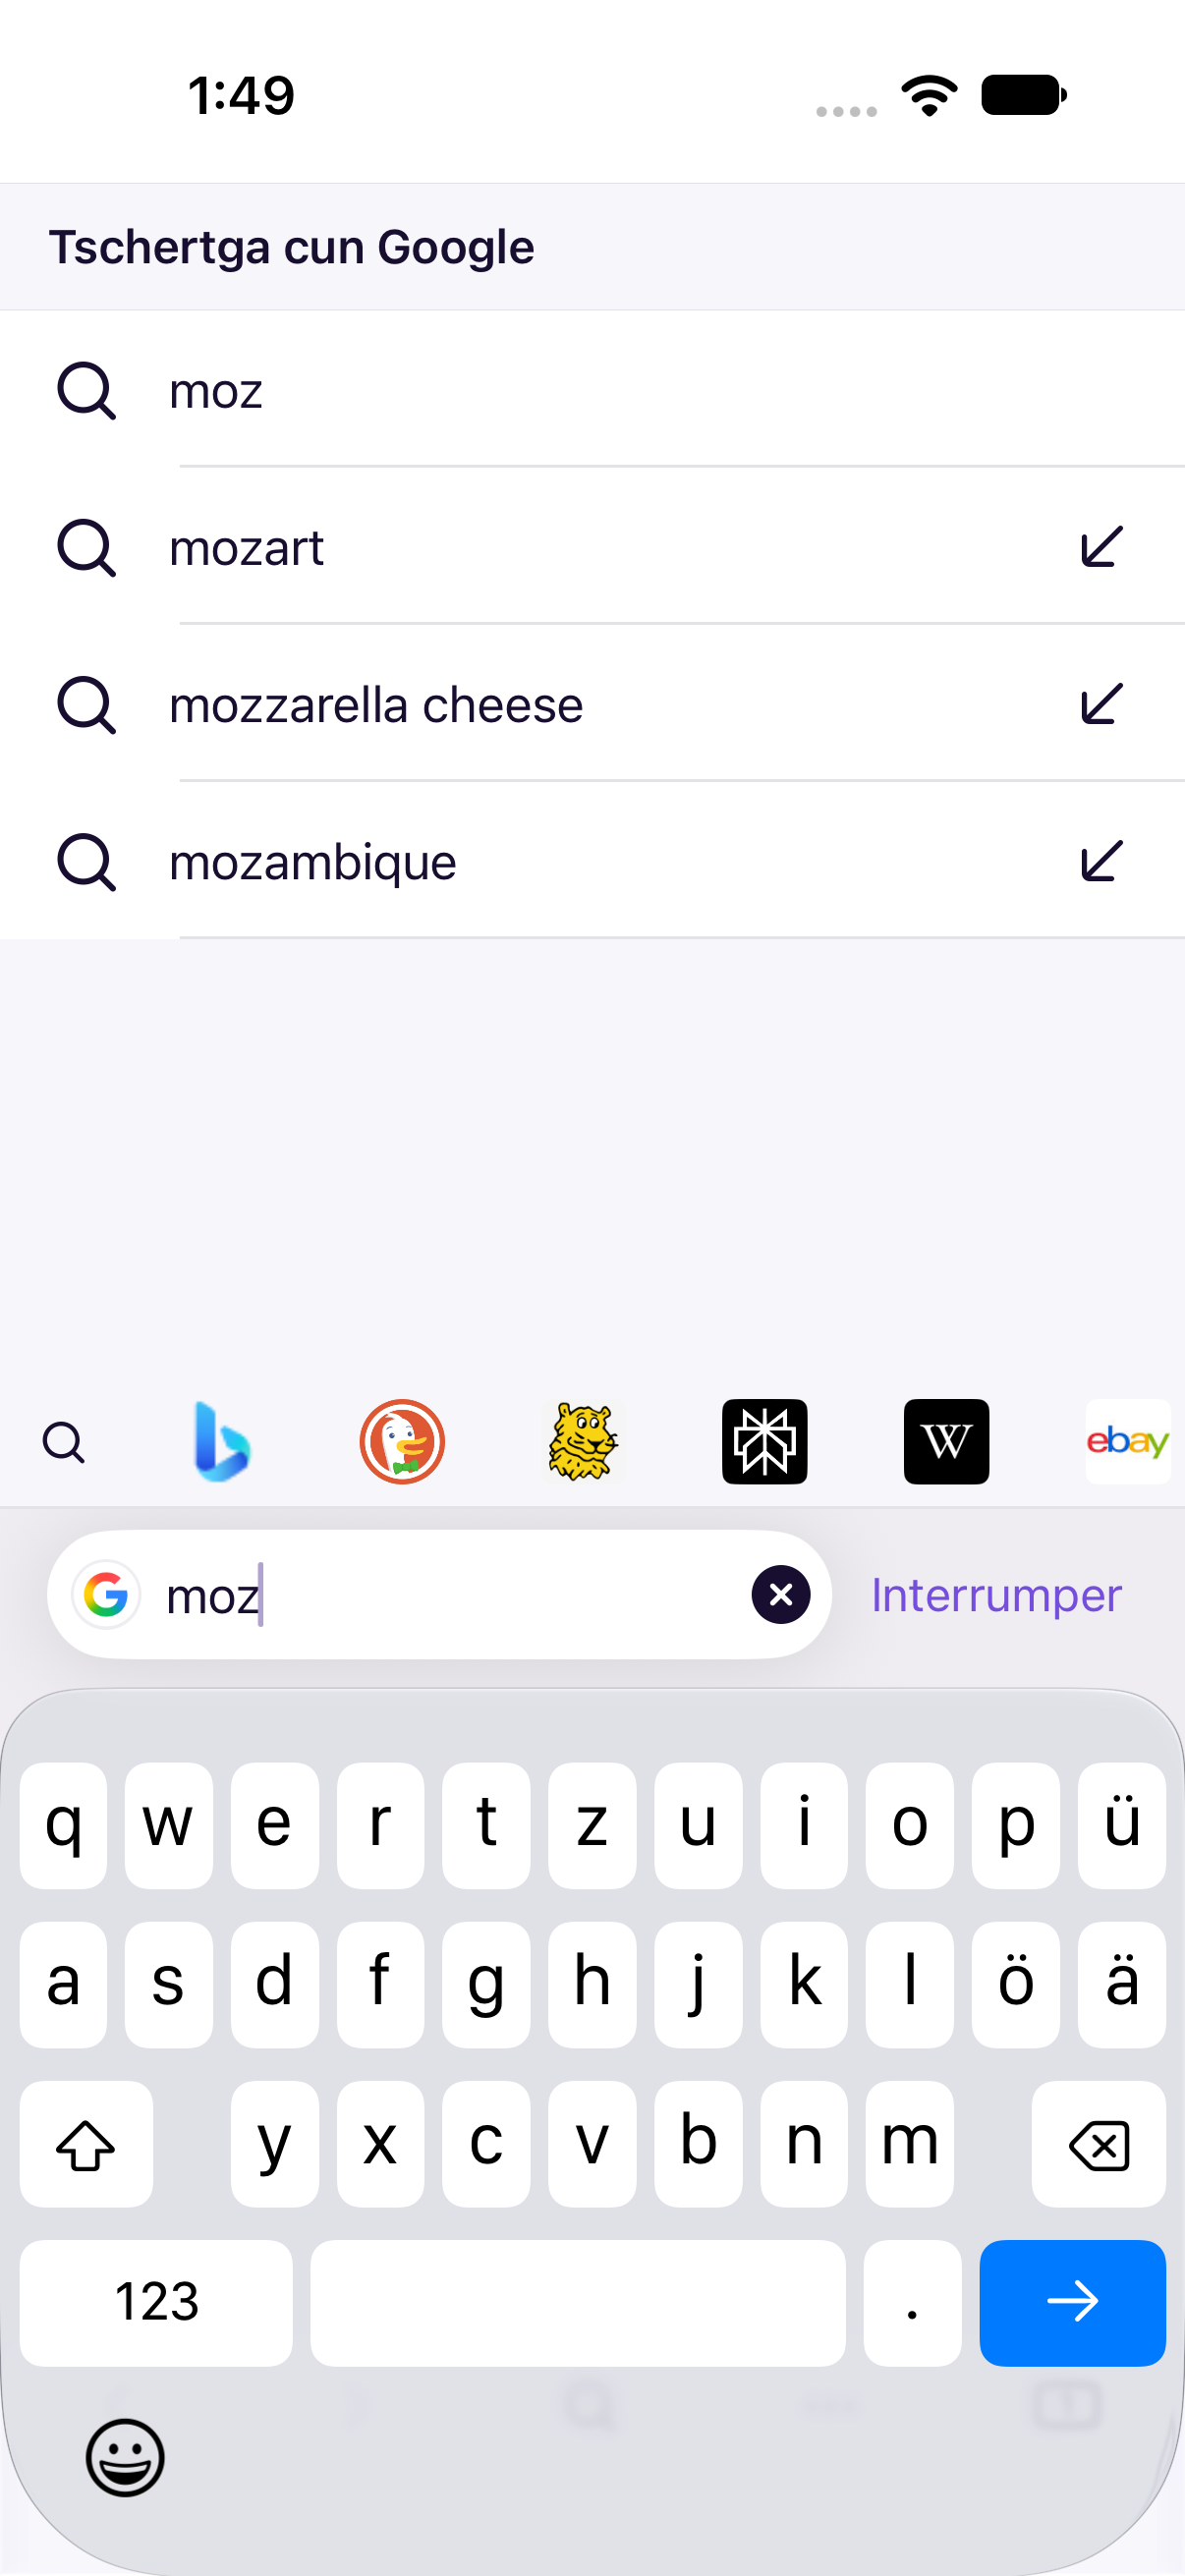 1:49
Tschertga cun Google
moz
mozart
mozzarella cheese
mozambique
W
ebay
G moz Interrumper
q w e r t z u i o p ü
a s d f g h j k l ö ä
y x c v b n m
123 .